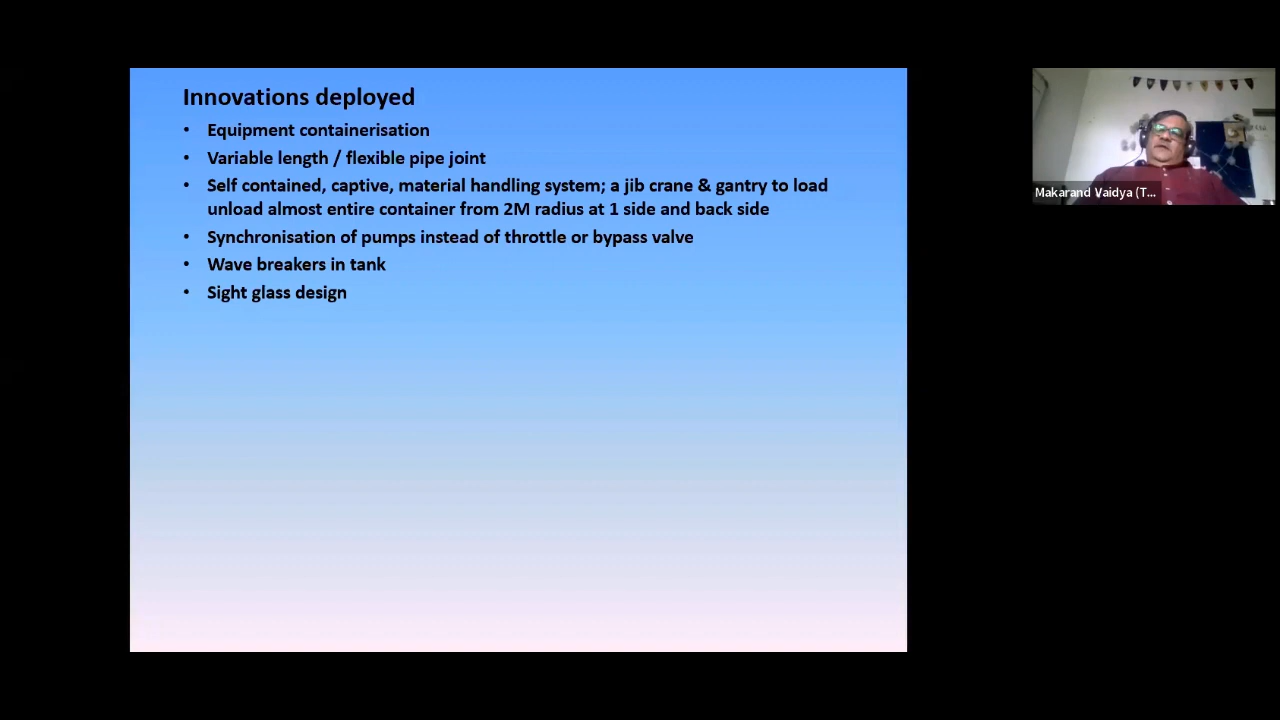 Innovations deployed
• Equipment containerisation
• Variable length / flexible pipe joint
• Self contained, captive, material handling system; a jib crane & gantry to load
unload almost entire container from 2M radius at 1 side and back side
• Synchronisation of pumps instead of throttle or bypass valve
• Wave breakers in tank
• Sight glass design
Makarand Vaidya (T...